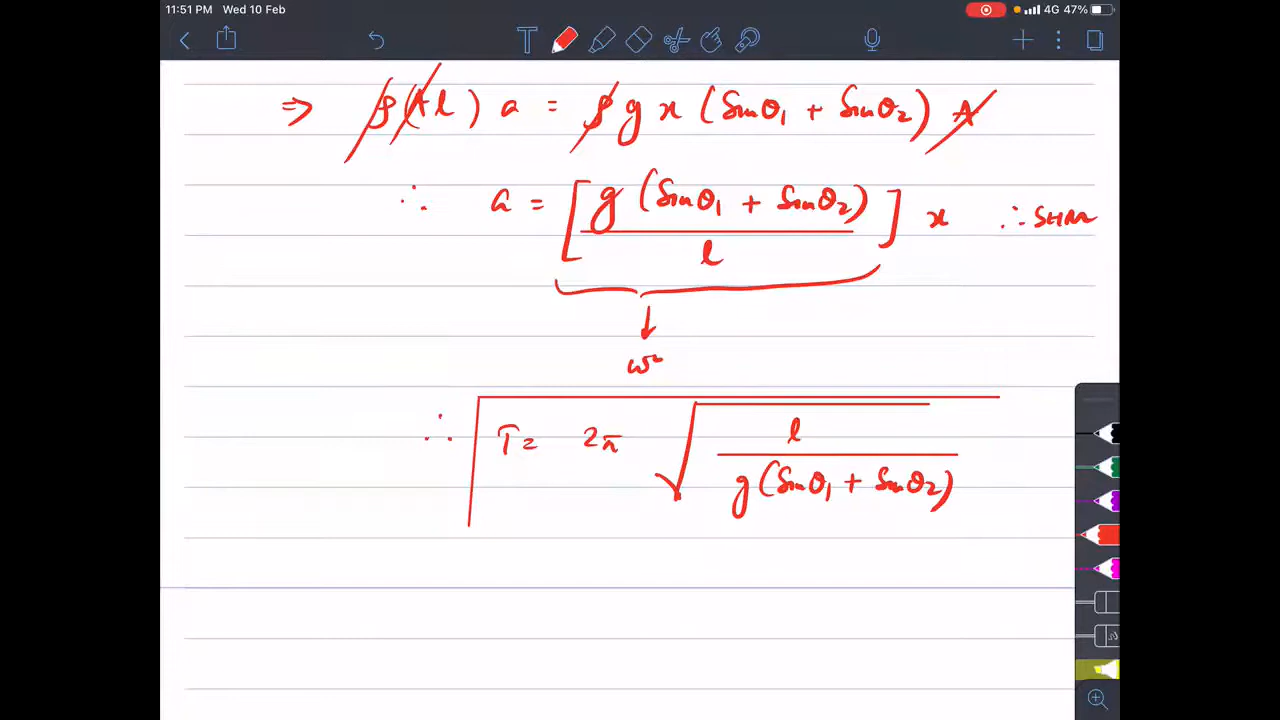 11:51 PM Wed 10 Feb 4G 47%
⇒ ρ(Al) a = ρ g x (Sinθ₁ + Sinθ₂) A
∴ a = [g (Sinθ₁ + Sinθ₂) / l] x ∴ SHM
↓
ω²
∴ T = 2π √(l / g(Sinθ₁ + Sinθ₂))